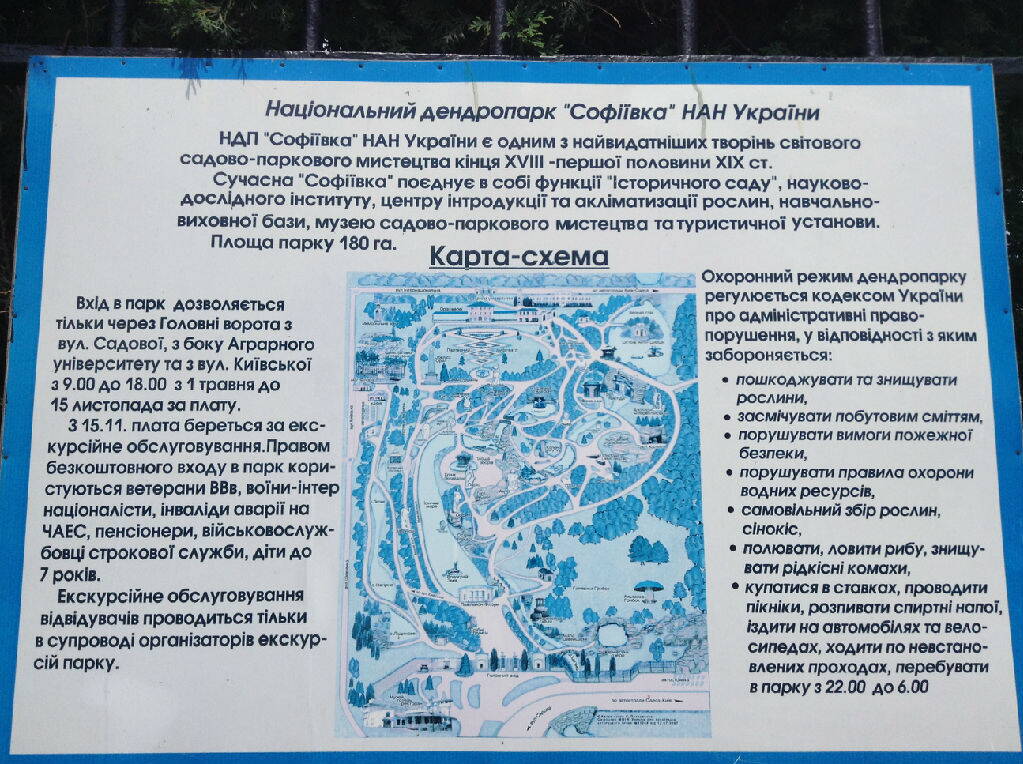 Національний дендропарк "Софіївка" НАН України
НДП "Софіївка" НАН України є одним з найвидатніших творінь світового
садово-паркового мистецтва кінця XVIII -першої половини XIX ст.
Сучасна "Софіївка" поєднує в собі функції "Історичного саду", науково-
дослідного інституту, центру інтродукції та акліматизації рослин, навчально-
виховної бази, музею садово-паркового мистецтва та туристичної установи.
Площа парку 180 га.
Карта-схема
Вхід в парк дозволяється
тільки через Головні ворота з
вул. Садової, з боку Аграрного
університету та з вул. Київської
з 9.00 до 18.00 з 1 травня до
15 листопада за плату.
З 15.11. плата береться за екс-
курсійне обслуговування.Правом
безкоштовного входу в парк кори-
стуються ветерани ВВв, воїни-інтер
націоналісти, інваліди аварії на
ЧАЕС, пенсіонери, військовослуж-
бовці строкової служби, діти до
7 років.
Екскурсійне обслуговування
відвідувачів проводиться тільки
в супроводі організаторів екскур-
сій парку.
Охоронний режим дендропарку
регулюється кодексом України
про адміністративні право-
порушення, у відповідності з яким
забороняється:
• пошкоджувати та знищувати
рослини,
• засмічувати побутовим сміттям,
• порушувати вимоги пожежної
безпеки,
• порушувати правила охорони
водних ресурсів,
• самовільний збір рослин,
сінокіс,
• полювати, ловити рибу, знищу-
вати рідкісні комахи,
• купатися в ставках, проводити
пікніки, розпивати спиртні напої,
їздити на автомобілях та вело-
сипедах, ходити по невстано-
влених проходах, перебувати
в парку з 22.00 до 6.00